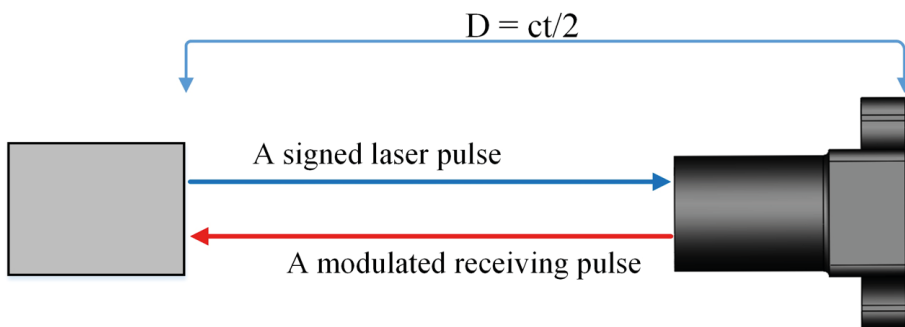 D = ct/2
A signed laser pulse
A modulated receiving pulse